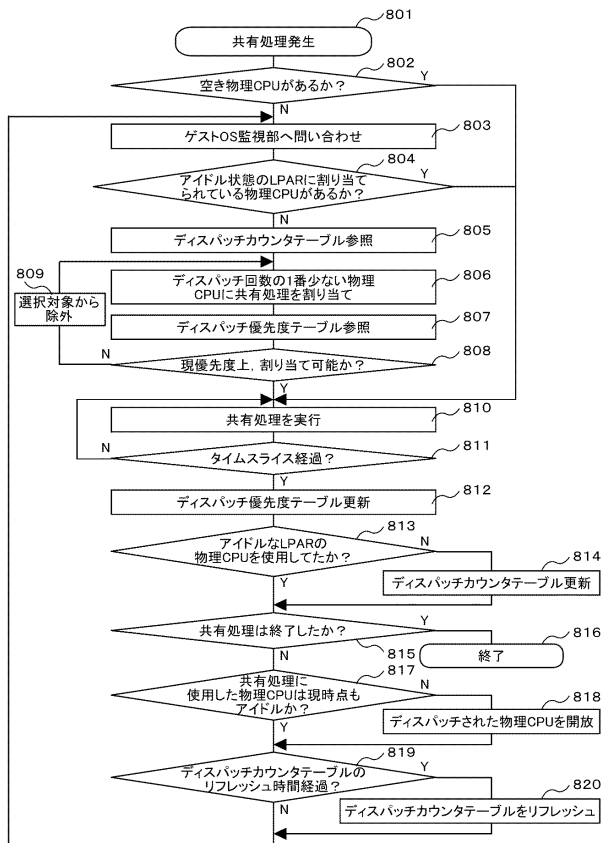 801
共有処理発生
802
空き物理CPUがあるか？
Y
N
803
ゲストOS監視部へ問い合わせ
804
アイドル状態のLPARに割り当て
られている物理CPUがあるか？
Y
N
805
ディスパッチカウンタテーブル参照
809
選択対象から
除外
806
ディスパッチ回数の1番少ない物理
CPUに共有処理を割り当て
807
ディスパッチ優先度テーブル参照
808
N
現優先度上，割り当て可能か？
Y
810
共有処理を実行
811
N
タイムスライス経過？
Y
812
ディスパッチ優先度テーブル更新
813
アイドルなLPARの
物理CPUを使用してたか？
N
Y
814
ディスパッチカウンタテーブル更新
共有処理は終了したか？
Y
815
816
終了
N
817
共有処理に
使用した物理CPUは現時点も
アイドルか？
N
818
ディスパッチされた物理CPUを開放
Y
819
ディスパッチカウンタテーブルの
リフレッシュ時間経過？
Y
820
ディスパッチカウンタテーブルをリフレッシュ
N